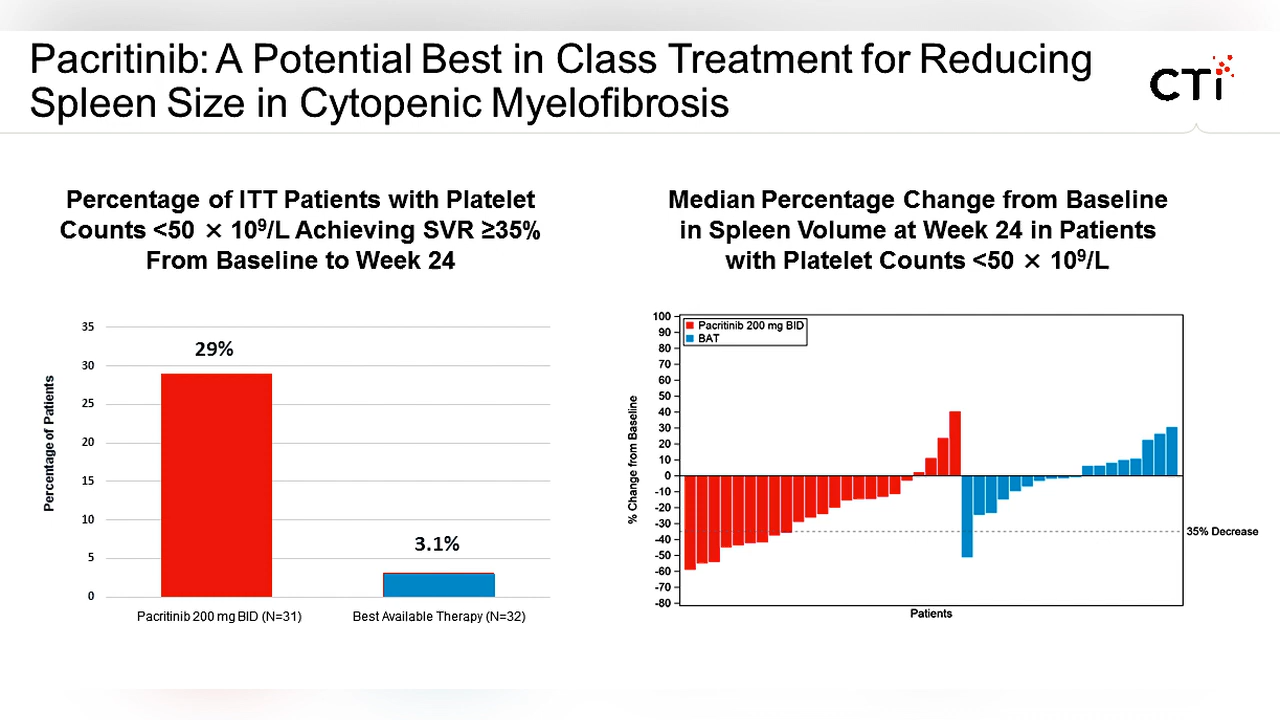 Pacritinib: A Potential Best in Class Treatment for Reducing
Spleen Size in Cytopenic Myelofibrosis
CTi
Percentage of ITT Patients with Platelet
Counts <50 × 10⁹/L Achieving SVR ≥35%
From Baseline to Week 24
35
30
25
20
15
10
5
0
Percentage of Patients
29%
3.1%
Pacritinib 200 mg BID (N=31)
Best Available Therapy (N=32)
Median Percentage Change from Baseline
in Spleen Volume at Week 24 in Patients
with Platelet Counts <50 × 10⁹/L
100
90
80
70
60
50
40
30
20
10
0
-10
-20
-30
-40
-50
-60
-70
-80
% Change from Baseline
Pacritinib 200 mg BID
BAT
35% Decrease
Patients